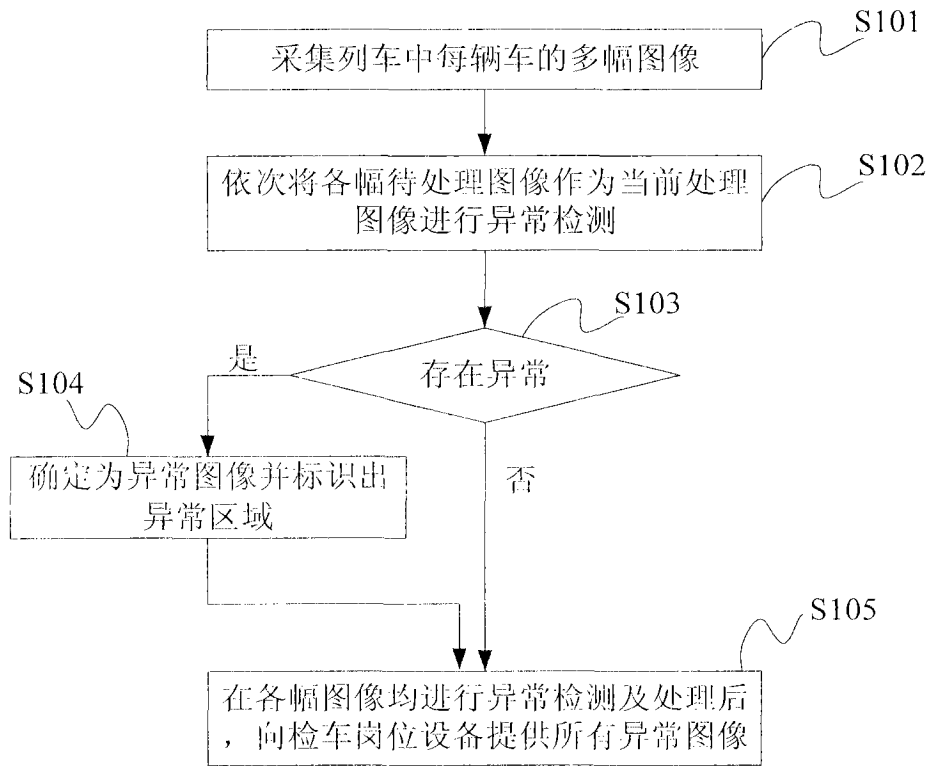 S101
采集列车中每辆车的多幅图像
S102
依次将各幅待处理图像作为当前处理
图像进行异常检测
S103
存在异常
是
S104
否
确定为异常图像并标识出
异常区域
S105
在各幅图像均进行异常检测及处理后
，向检车岗位设备提供所有异常图像